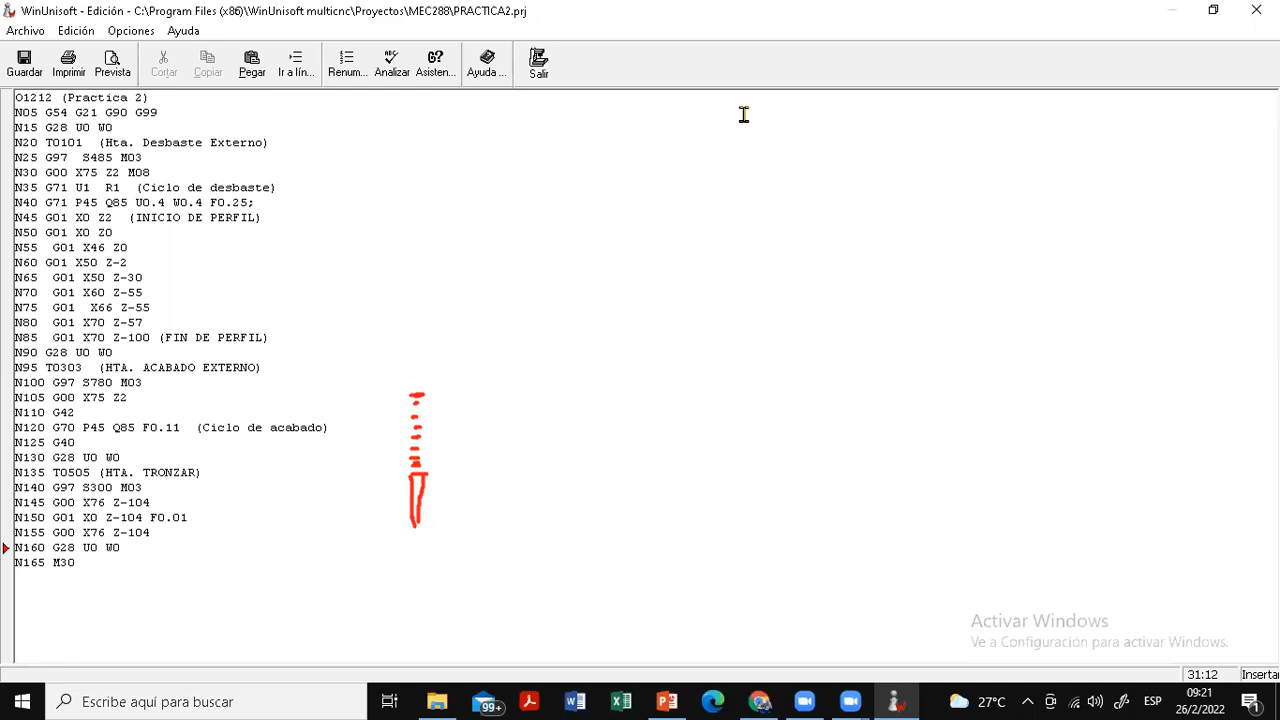 WinUnisoft - Edición - C:\Program Files (x86)\WinUnisoft multicnc\Proyectos\MEC288\PRACTICA2.prj
Archivo Edición Opciones Ayuda
Guardar Imprimir Prevista Cortar Copiar Pegar Ir a lín... Renum... Analizar Asisten... Ayuda ... Salir
O1212 (Practica 2)
N05 G54 G21 G90 G99
N15 G28 U0 W0
N20 T0101 (Hta. Desbaste Externo)
N25 G97 S485 M03
N30 G00 X75 Z2 M08
N35 G71 U1 R1 (Ciclo de desbaste)
N40 G71 P45 Q85 U0.4 W0.4 F0.25;
N45 G01 X0 Z2 (INICIO DE PERFIL)
N50 G01 X0 Z0
N55 G01 X46 Z0
N60 G01 X50 Z-2
N65 G01 X50 Z-30
N70 G01 X60 Z-55
N75 G01 X66 Z-55
N80 G01 X70 Z-57
N85 G01 X70 Z-100 (FIN DE PERFIL)
N90 G28 U0 W0
N95 T0303 (HTA. ACABADO EXTERNO)
N100 G97 S780 M03
N105 G00 X75 Z2
N110 G42
N120 G70 P45 Q85 F0.11 (Ciclo de acabado)
N125 G40
N130 G28 U0 W0
N135 T0505 (HTA. TRONZAR)
N140 G97 S300 M03
N145 G00 X76 Z-104
N150 G01 X0 Z-104 F0.01
N155 G00 X76 Z-104
N160 G28 U0 W0
N165 M30
Activar Windows
Ve a Configuración para activar Windows.
31:12 Inserta
Escribe aquí para buscar 99+ 27°C ESP 09:21
26/2/2022 1